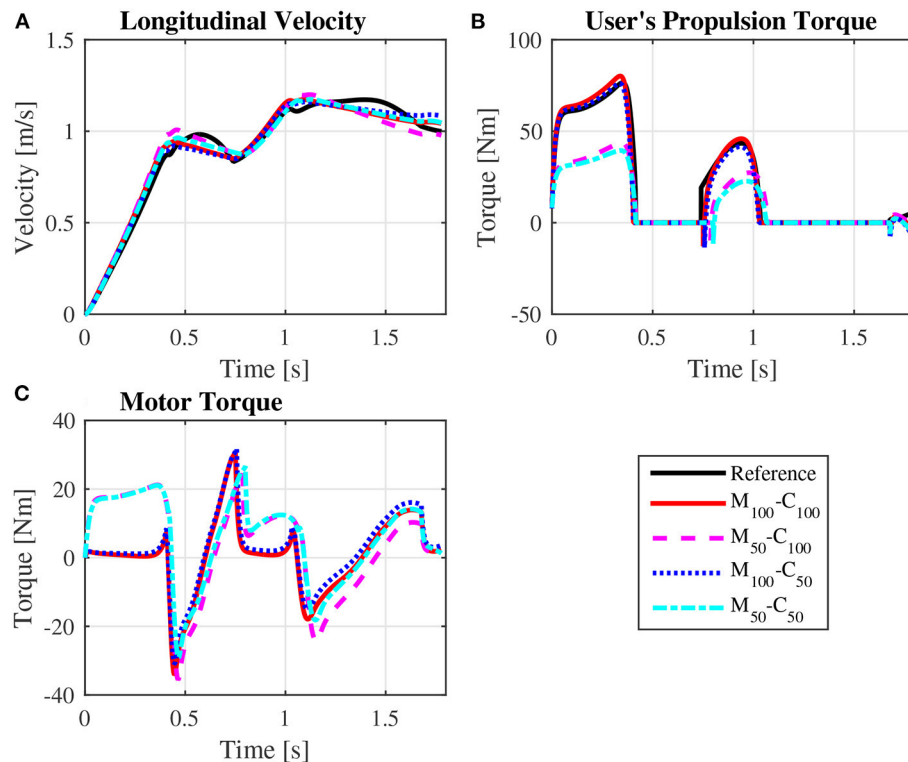 A Longitudinal Velocity
1.5
1
0.5
0
Velocity [m/s]
0 0.5 1 1.5
Time [s]
B User's Propulsion Torque
100
50
0
-50
Torque [Nm]
0 0.5 1 1.5
Time [s]
C Motor Torque
40
20
0
-20
-40
Torque [Nm]
0 0.5 1 1.5
Time [s]
Reference
M100-C100
M50-C100
M100-C50
M50-C50